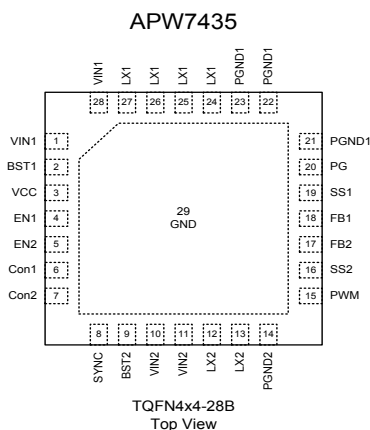 APW7435
VIN1
LX1
LX1
LX1
LX1
PGND1
PGND1
28 27 26 25 24 23 22
VIN1 1
BST1 2
VCC 3
EN1 4
EN2 5
Con1 6
Con2 7
29
GND
21 PGND1
20 PG
19 SS1
18 FB1
17 FB2
16 SS2
15 PWM
8 9 10 11 12 13 14
SYNC
BST2
VIN2
VIN2
LX2
LX2
PGND2
TQFN4x4-28B
Top View